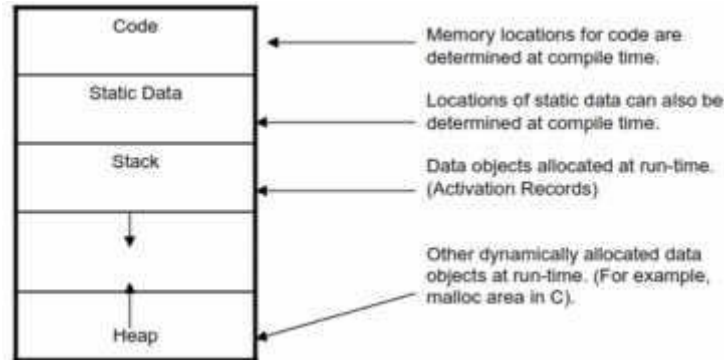 Code
Memory locations for code are
determined at compile time.
Static Data
Locations of static data can also be
determined at compile time.
Stack
Data objects allocated at run-time.
(Activation Records)
Other dynamically allocated data
objects at run-time. (For example,
malloc area in C).
Heap